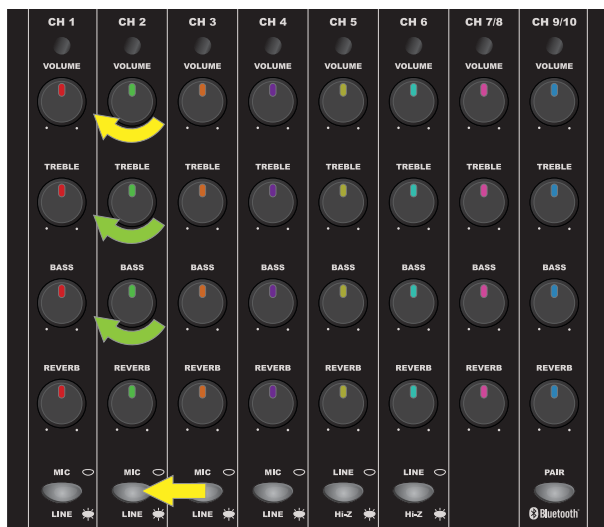 CH 1 CH 2 CH 3 CH 4 CH 5 CH 6 CH 7/8 CH 9/10
VOLUME VOLUME VOLUME VOLUME VOLUME VOLUME VOLUME VOLUME
TREBLE TREBLE TREBLE TREBLE TREBLE TREBLE TREBLE TREBLE
BASS BASS BASS BASS BASS BASS BASS BASS
REVERB REVERB REVERB REVERB REVERB REVERB REVERB
MIC MIC MIC MIC LINE LINE PAIR
LINE LINE LINE LINE Hi-Z Hi-Z Bluetooth